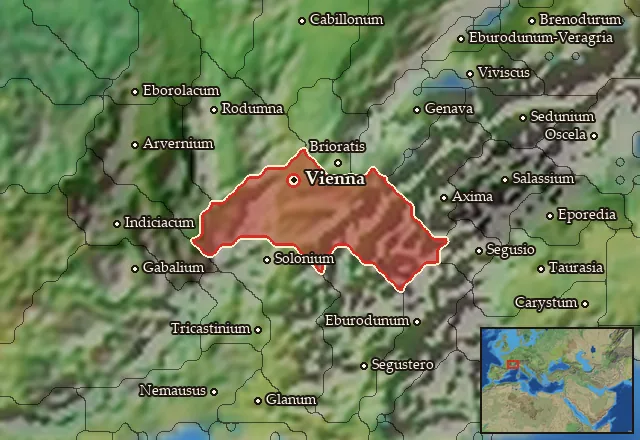 Cabillonum
Brenodurum
Eburodunum-Veragria
Viviscus
Eborolacum
Rodumna
Genava
Sedunium
Oscela
Arvernium
Brioratis
Vienna
Salassium
Axima
Eporedia
Indiciacum
Solonium
Segusio
Gabalium
Taurasia
Carystum
Eburodunum
Tricastinium
Segustero
Nemausus
Glanum